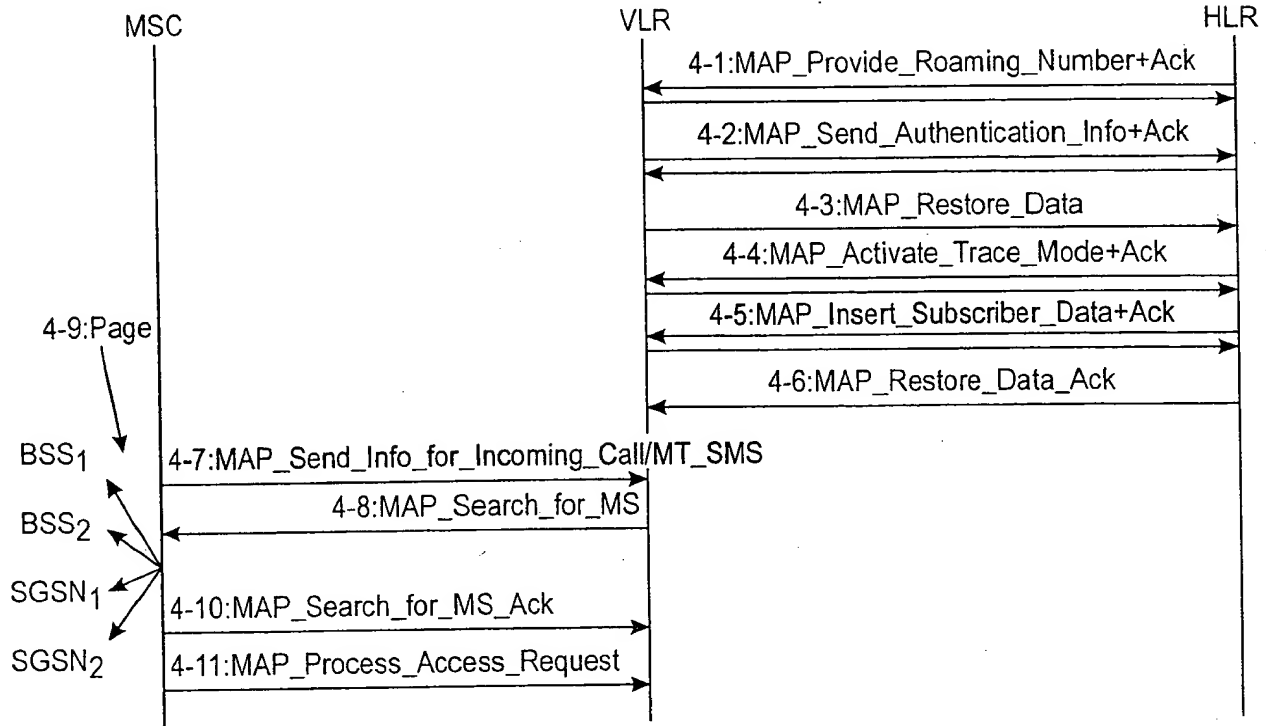 MSC
VLR
HLR
4-1:MAP_Provide_Roaming_Number+Ack
4-2:MAP_Send_Authentication_Info+Ack
4-3:MAP_Restore_Data
4-4:MAP_Activate_Trace_Mode+Ack
4-5:MAP_Insert_Subscriber_Data+Ack
4-9:Page
4-6:MAP_Restore_Data_Ack
BSS1
4-7:MAP_Send_Info_for_Incoming_Call/MT_SMS
4-8:MAP_Search_for_MS
BSS2
SGSN1
4-10:MAP_Search_for_MS_Ack
SGSN2
4-11:MAP_Process_Access_Request